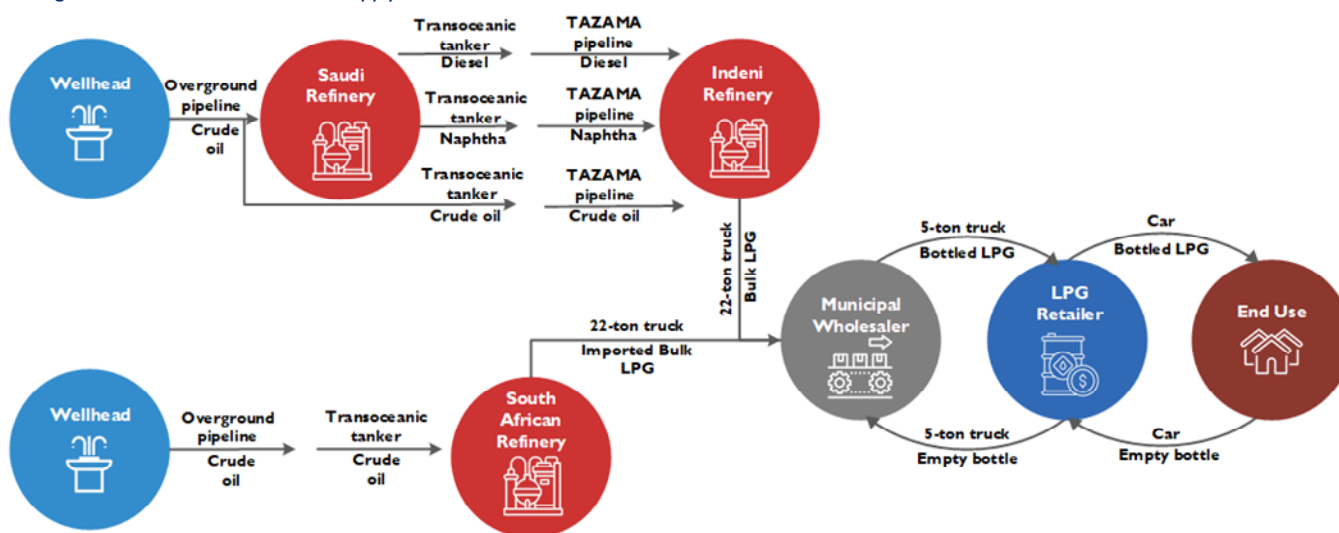 Transoceanic
tanker
Diesel
TAZAMA
pipeline
Diesel
Wellhead
Overground
pipeline
Crude
oil
Saudi
Refinery
Transoceanic
tanker
Naphtha
TAZAMA
pipeline
Naphtha
Indeni
Refinery
Transoceanic
tanker
Crude oil
TAZAMA
pipeline
Crude oil
22-ton truck
Bulk LPG
5-ton truck
Bottled LPG
Car
Bottled LPG
Municipal
Wholesaler
LPG
Retailer
End Use
22-ton truck
Imported Bulk
LPG
5-ton truck
Empty bottle
Car
Empty bottle
Wellhead
Overground
pipeline
Crude
oil
Transoceanic
tanker
Crude
oil
South
African
Refinery
$